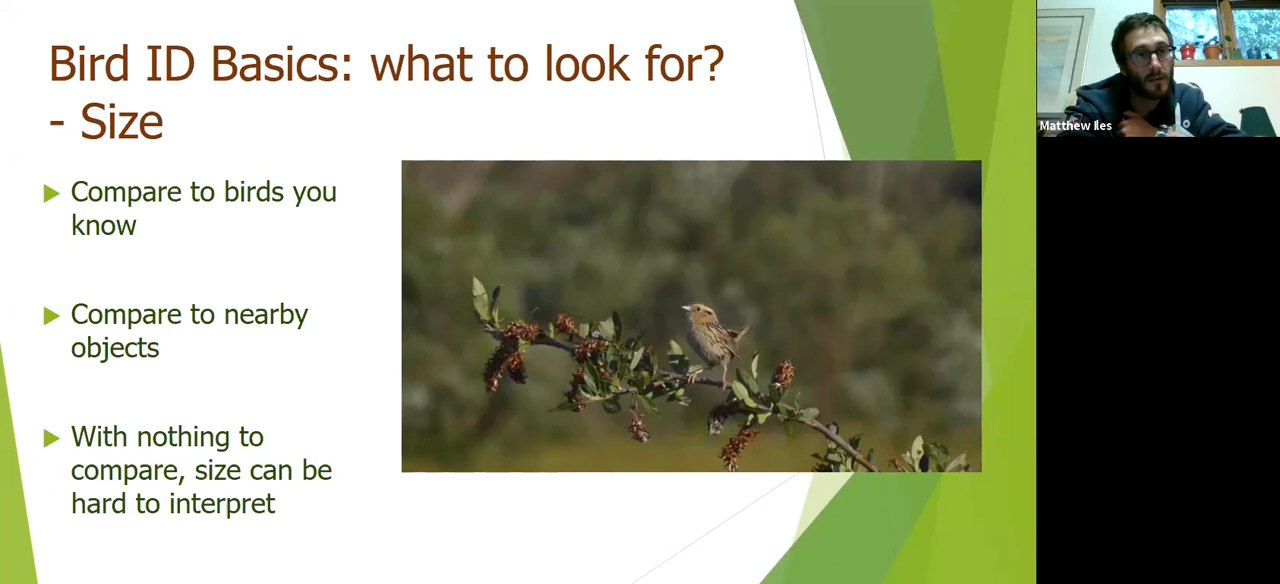 Bird ID Basics: what to look for?
- Size
Compare to birds you
know
Compare to nearby
objects
With nothing to
compare, size can be
hard to interpret
Matthew Iles